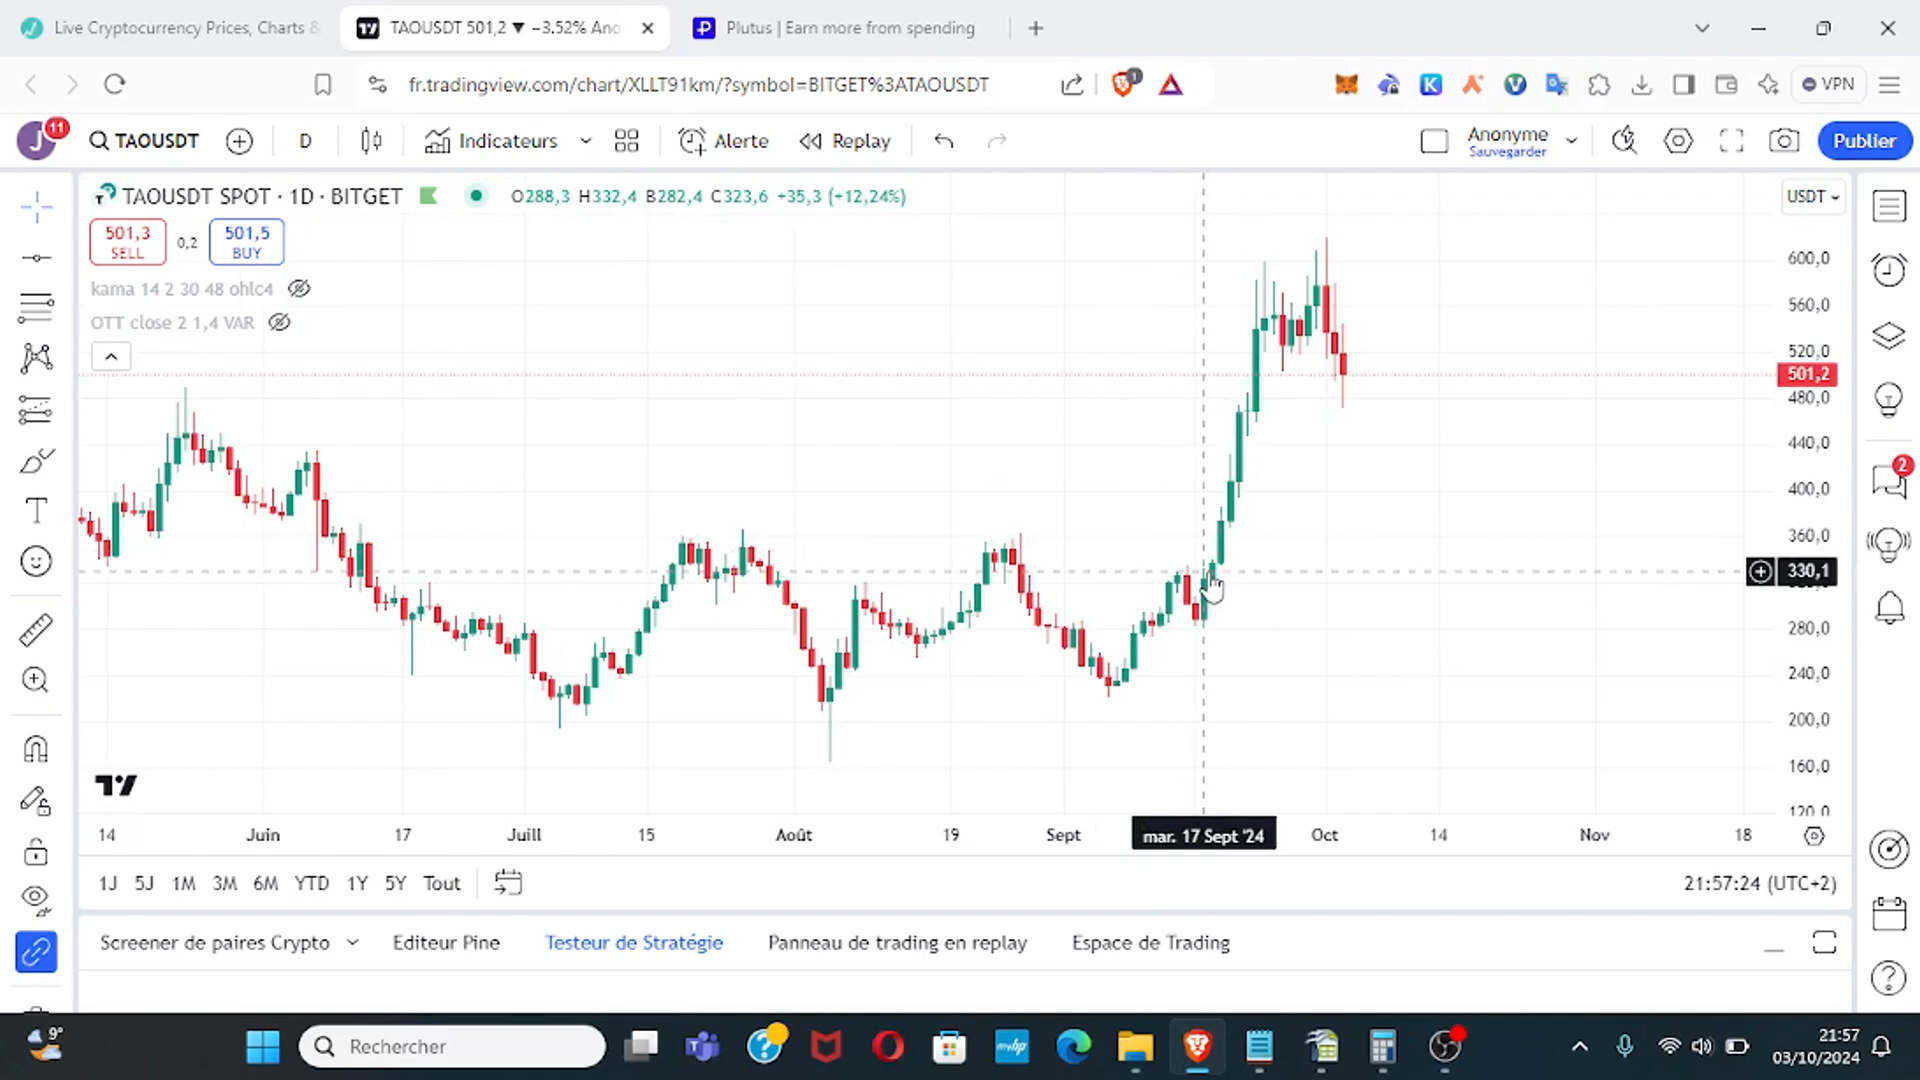 Live Cryptocurrency Prices, Charts &
TAOUSDT 501,2 ▼ −3.52% Ano
Plutus | Earn more from spending
fr.tradingview.com/chart/XLLT91km/?symbol=BITGET%3ATAOUSDT
1
VPN
J
11
TAOUSDT
D
Indicateurs
Alerte
Replay
Anonyme
Sauvegarder
Publier
TAOUSDT SPOT · 1D · BITGET
O288,3 H332,4 B282,4 C323,6 +35,3 (+12,24%)
USDT
501,3
SELL
0,2
501,5
BUY
kama 14 2 30 48 ohlc4
OTT close 2 1,4 VAR
600,0
560,0
520,0
501,2
480,0
440,0
400,0
360,0
330,1
280,0
240,0
200,0
160,0
120,0
2
14
Juin
17
Juill
15
Août
19
Sept
mar. 17 Sept '24
Oct
14
Nov
18
1J
5J
1M
3M
6M
YTD
1Y
5Y
Tout
21:57:24 (UTC+2)
Screener de paires Crypto
Editeur Pine
Testeur de Stratégie
Panneau de trading en replay
Espace de Trading
9°
Rechercher
myhp
21:57
03/10/2024